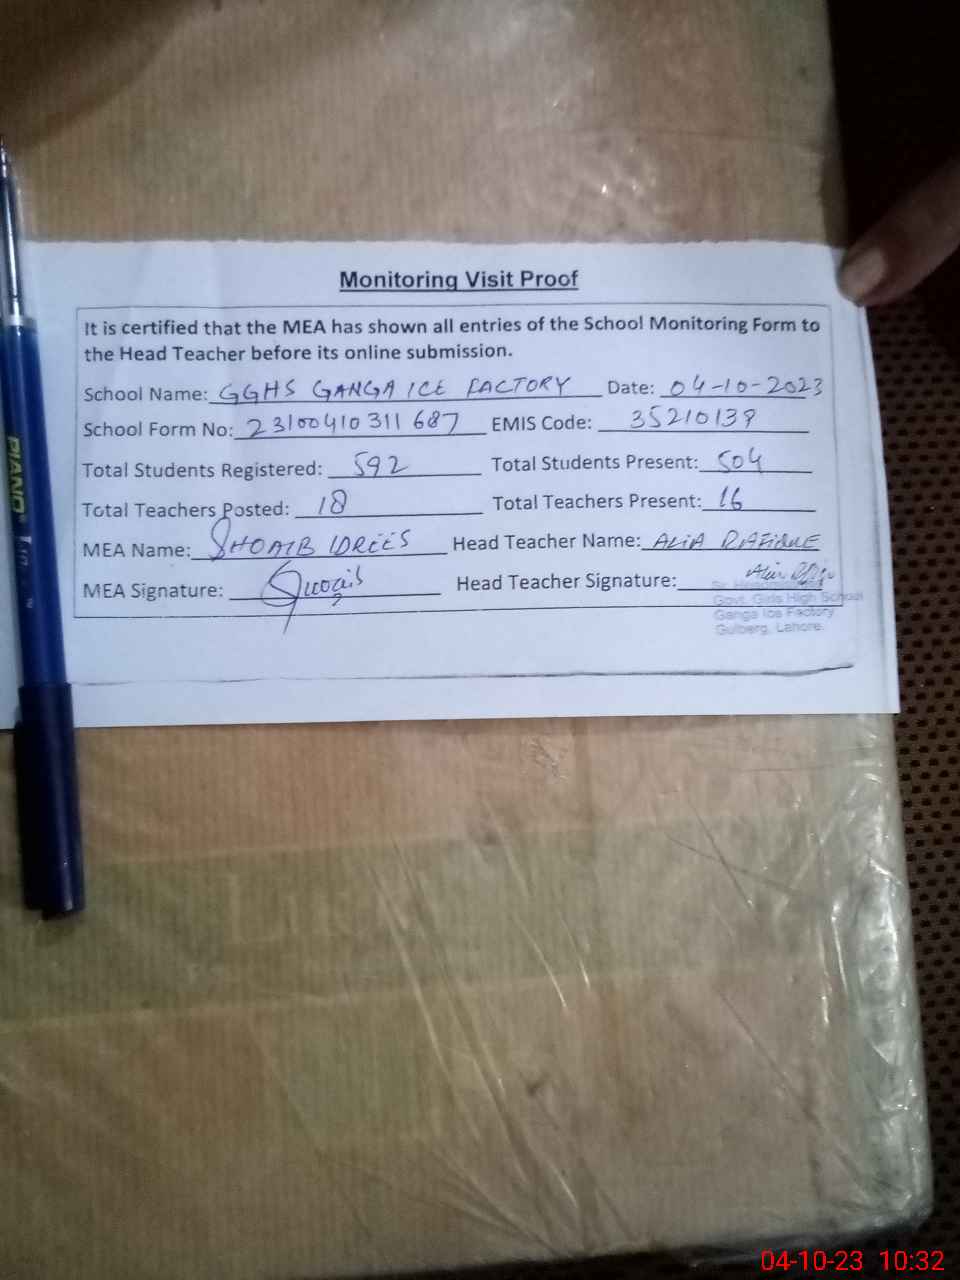 Monitoring Visit Proof
It is certified that the MEA has shown all entries of the School Monitoring Form to
the Head Teacher before its online submission.
School Name: GGHS GANGA ICE FACTORY Date: 04-10-2023
School Form No: 23100410311687 EMIS Code: 35210139
Total Students Registered: 592 Total Students Present: 504
Total Teachers Posted: 18 Total Teachers Present: 16
MEA Name: SHOAIB IDREES Head Teacher Name: ALIA RAFIQUE
MEA Signature: Head Teacher Signature:
Sr. Headmistress
Govt. Girls High School
Ganga Ice Factory
Gulberg, Lahore.
PIANO
04-10-23 10:32